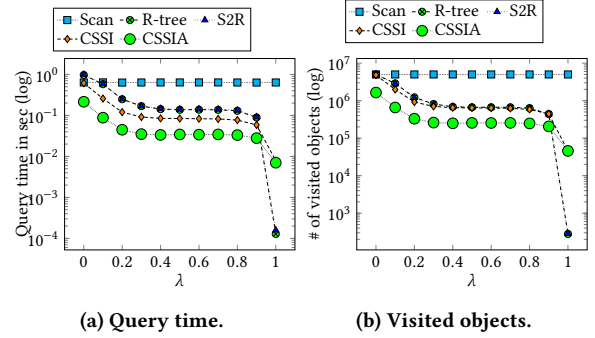 Scan R-tree S2R
CSSI CSSIA
Query time in sec (log)
10^0
10^−1
10^−2
10^−3
10^−4
0 0.2 0.4 0.6 0.8 1
λ
(a) Query time.
Scan R-tree S2R
CSSI CSSIA
# of visited objects (log)
10^7
10^6
10^5
10^4
10^3
0 0.2 0.4 0.6 0.8 1
λ
(b) Visited objects.